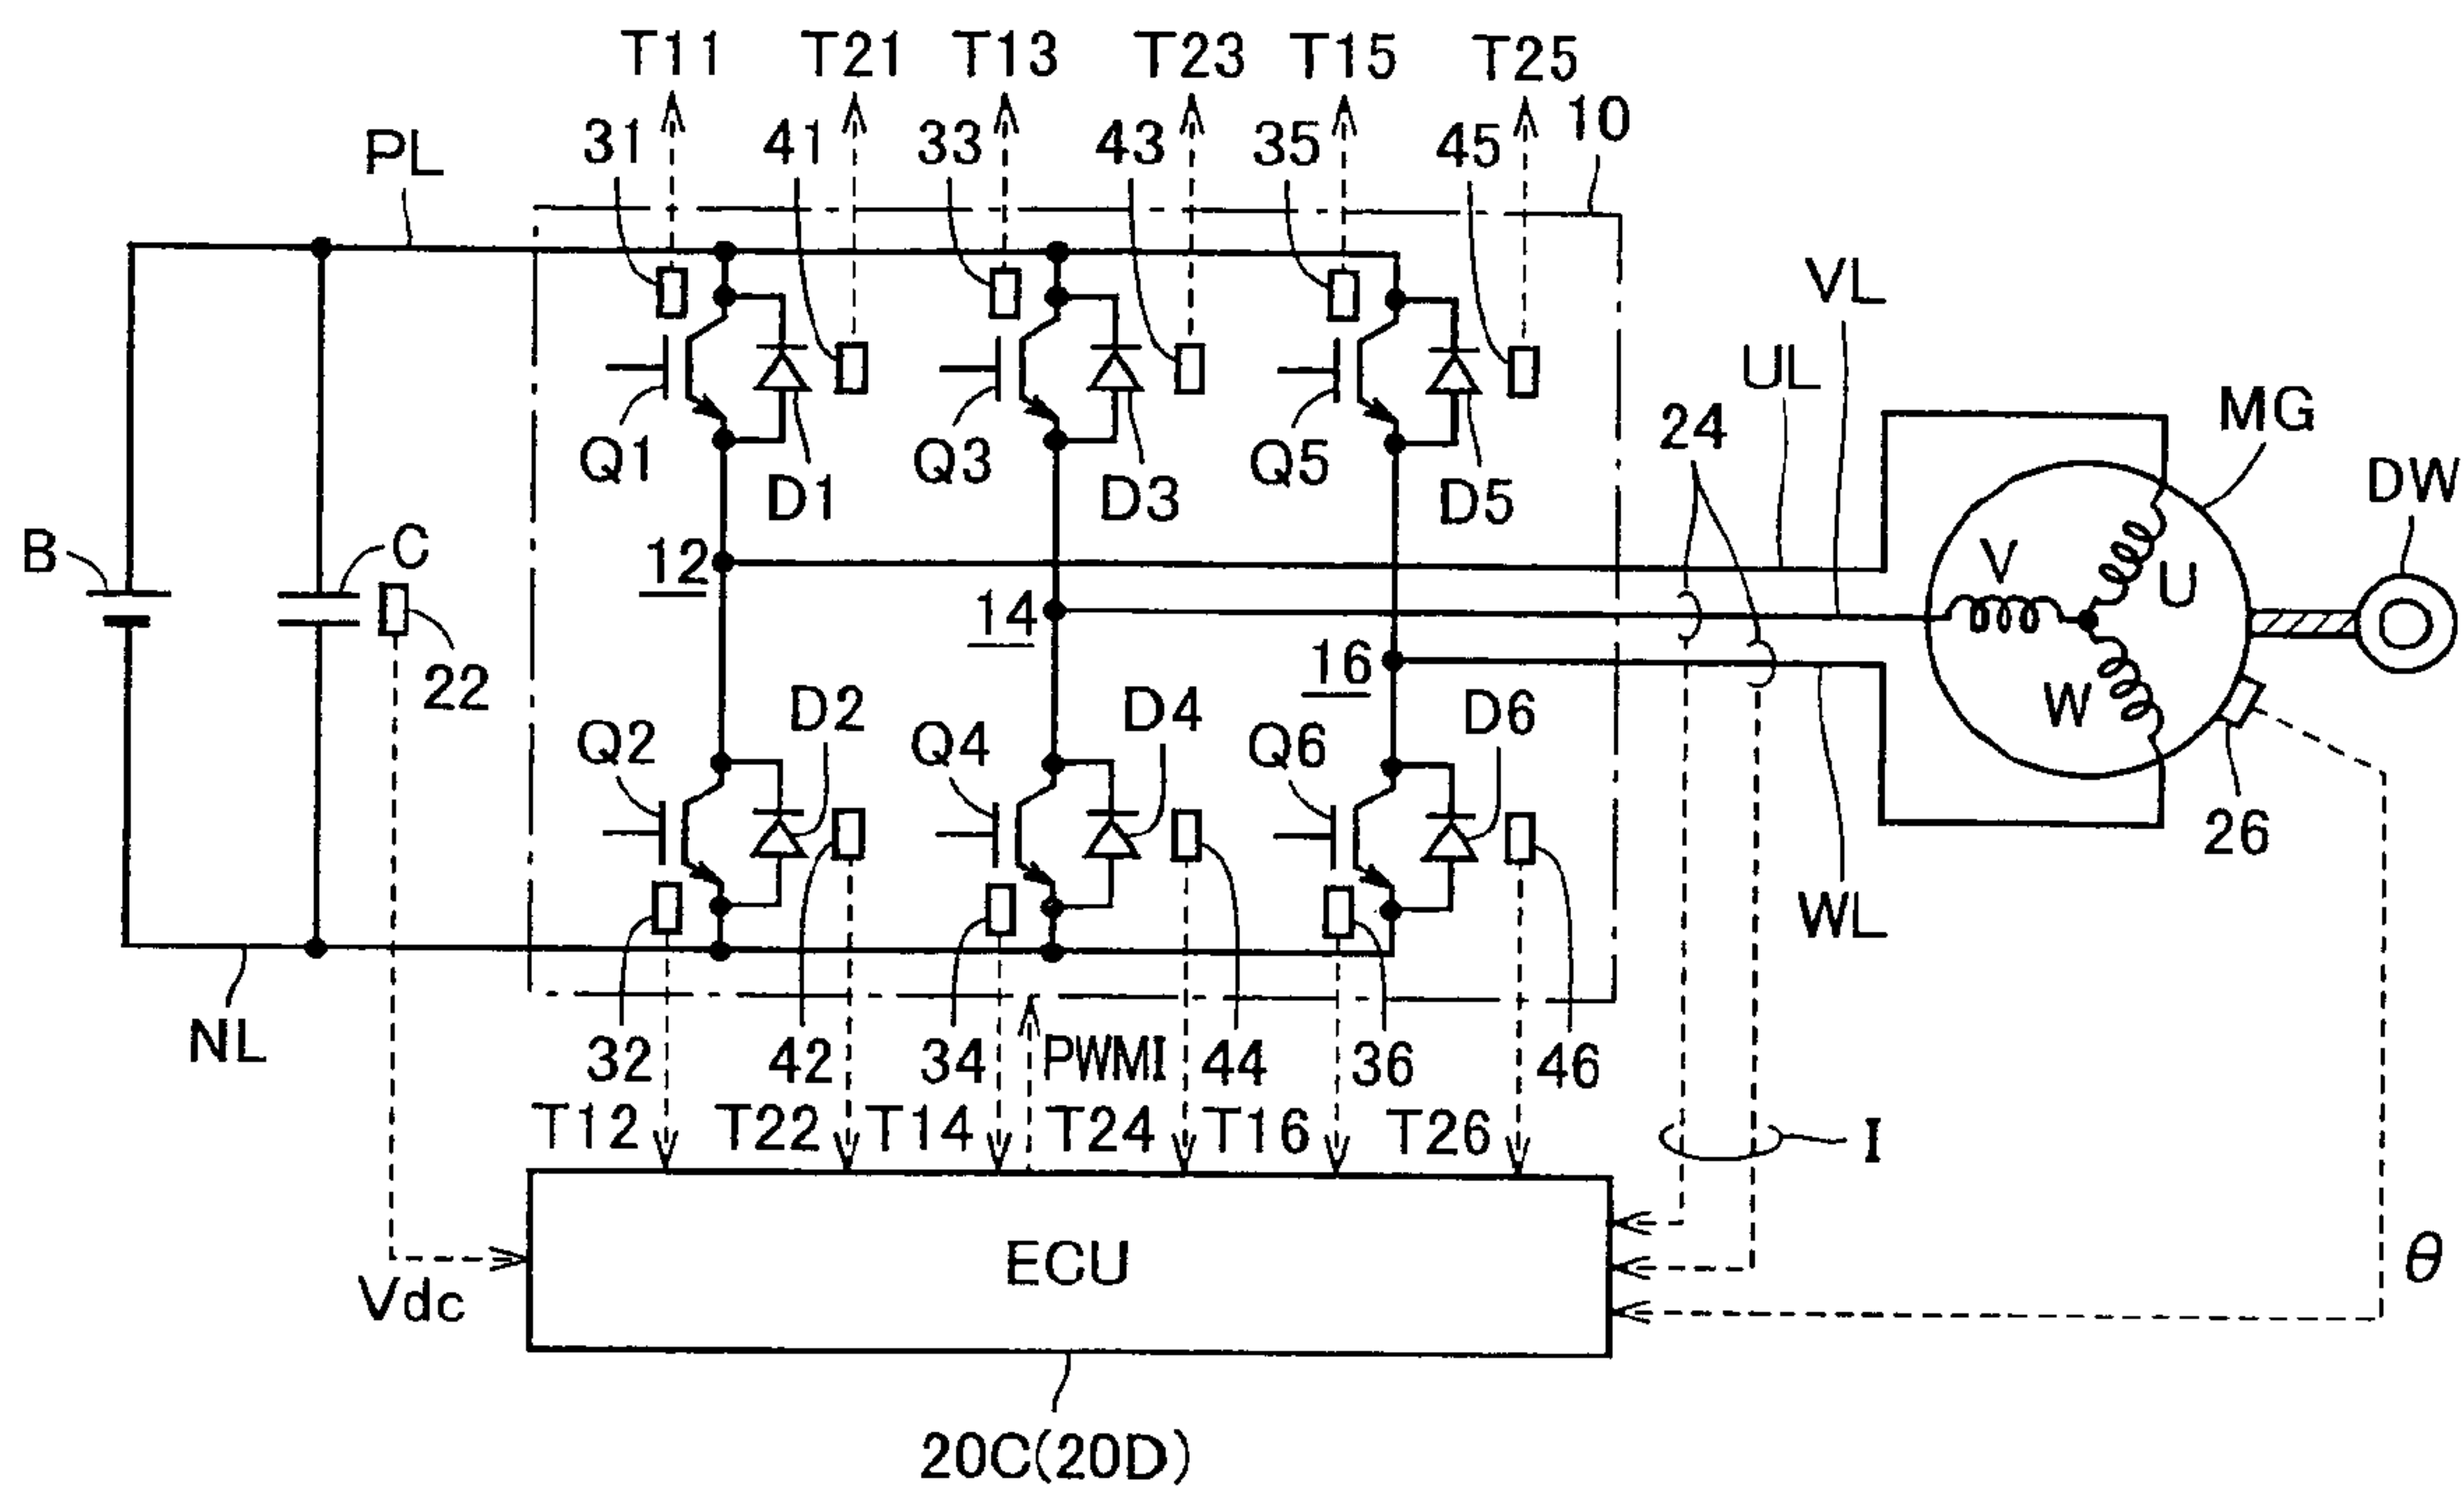 T11 T21 T13 T23 T15 T25
10
31 41 33 43 35 45
PL
VL
UL
MG
24
Q1 Q3 Q5
DW
D1 D3 D5
B
C
12
V
U
14
16
22
D2 D4 D6
W
Q2 Q4 Q6
26
WL
NL
32 42 34 PWMI 44 36 46
T12 T22 T14 T24 T16 T26
I
ECU
θ
Vdc
20C(20D)